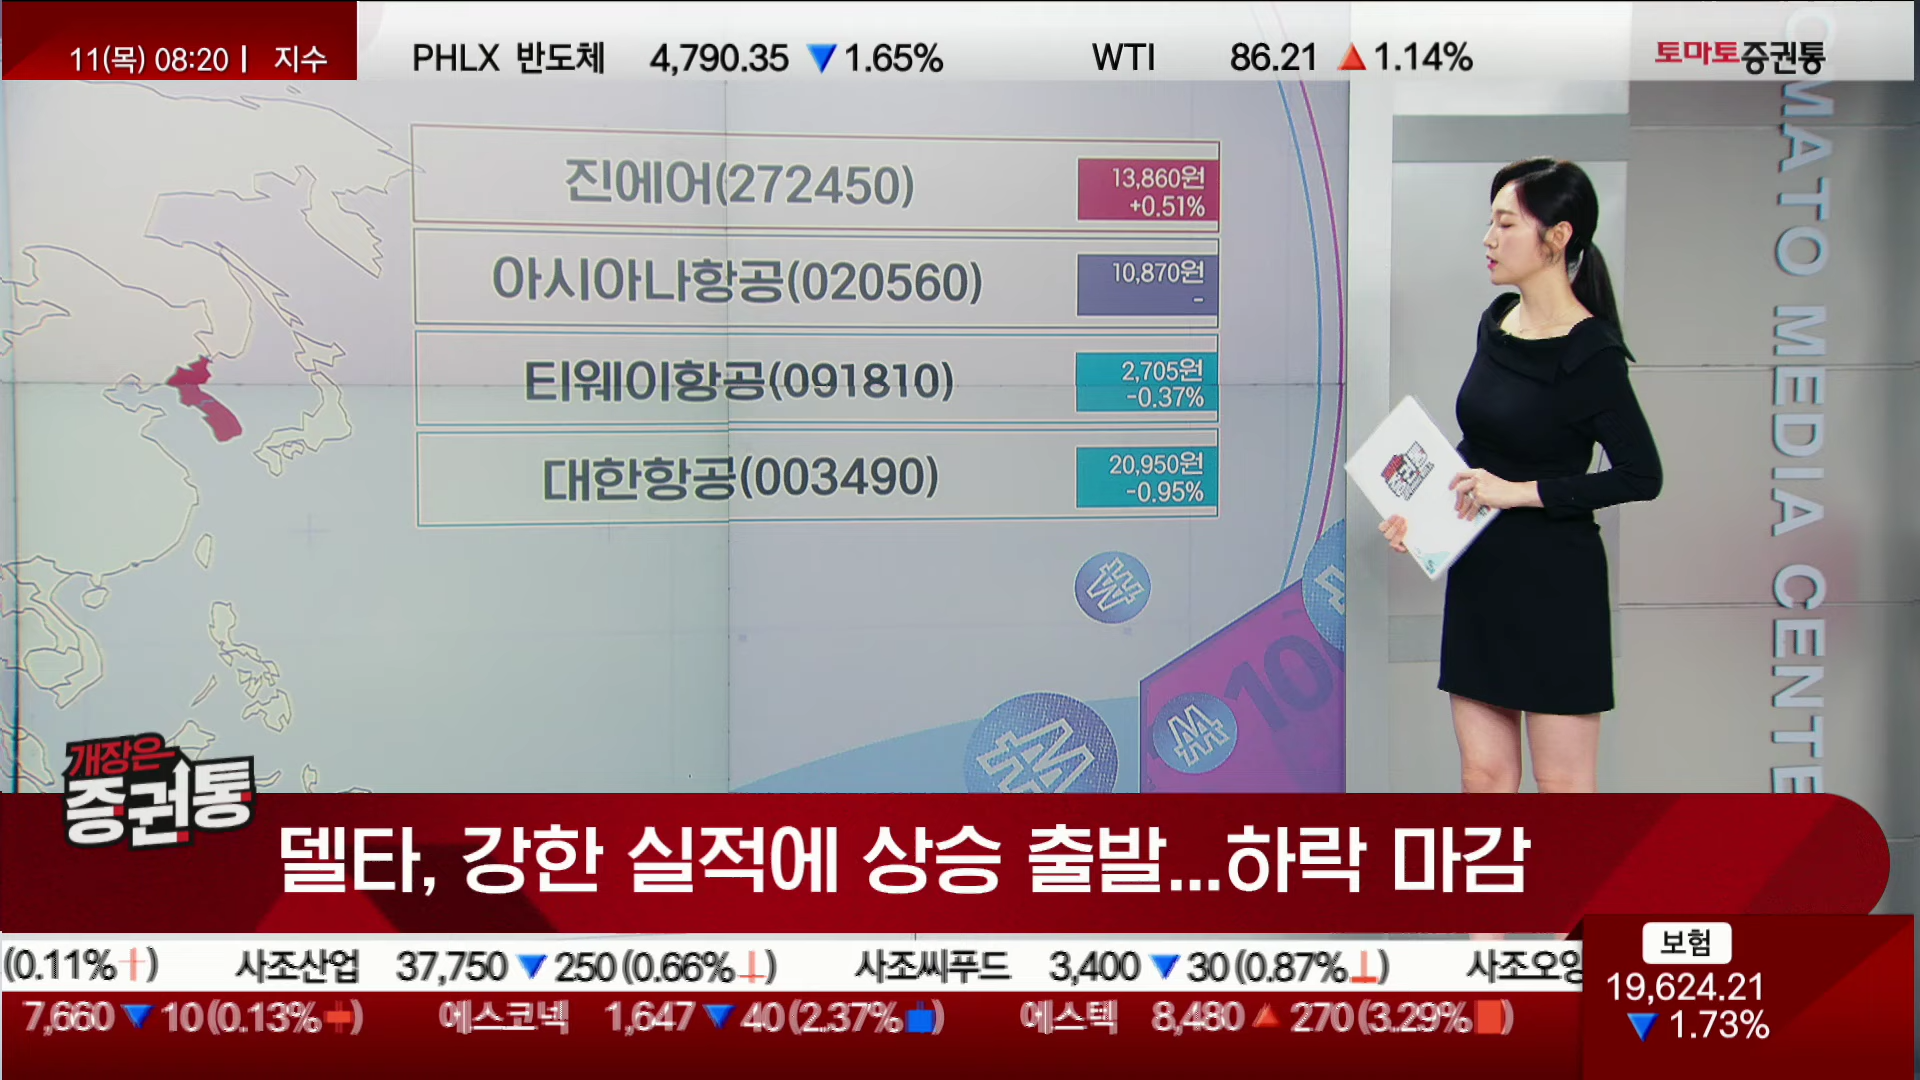 11(목) 08:20 | 지수
PHLX 반도체 4,790.35 ▼ 1.65%
WTI 86.21 ▲ 1.14%
토마토증권통
진에어(272450)
13,860원
+0.51%
아시아나항공(020560)
10,870원
-
티웨이항공(091810)
2,705원
-0.37%
대한항공(003490)
20,950원
-0.95%
TOMATO MEDIA CENTE
100
개장은
증권통
델타, 강한 실적에 상승 출발...하락 마감
(0.11%) 사조산업 37,750 ▼ 250 (0.66%) 사조씨푸드 3,400 ▼ 30 (0.87%) 사조오양
7,660 ▼ 10 (0.13%) 에스코넥 1,647 ▼ 40 (2.37%) 에스텍 8,480 ▲ 270 (3.29%)
보험
19,624.21
▼ 1.73%